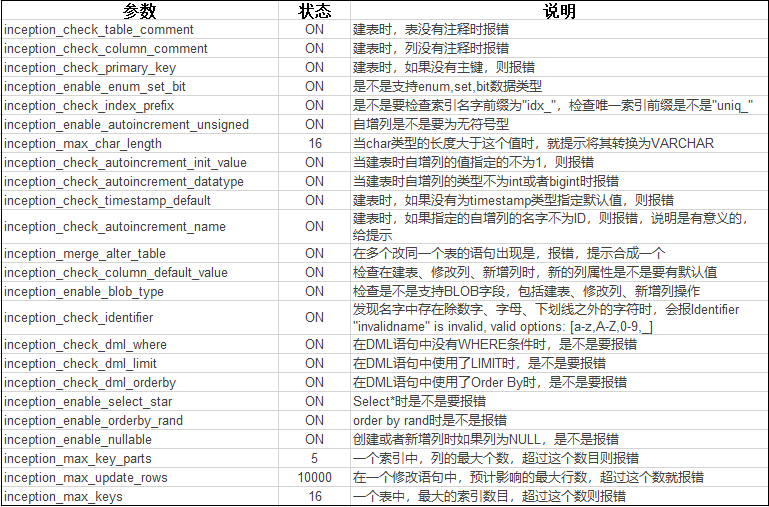 参数 状态 说明
inception_check_table_comment ON 建表时，表没有注释时报错
inception_check_column_comment ON 建表时，列没有注释时报错
inception_check_primary_key ON 建表时，如果没有主键，则报错
inception_enable_enum_set_bit ON 是不是支持enum,set,bit数据类型
inception_check_index_prefix ON 是不是要检查索引名字前缀为"idx_"，检查唯一索引前缀是不是"uniq_"
inception_enable_autoincrement_unsigned ON 自增列是不是要为无符号型
inception_max_char_length 16 当char类型的长度大于这个值时，就提示将其转换为VARCHAR
inception_check_autoincrement_init_value ON 当建表时自增列的值指定的不为1，则报错
inception_check_autoincrement_datatype ON 当建表时自增列的类型不为int或者bigint时报错
inception_check_timestamp_default ON 建表时，如果没有为timestamp类型指定默认值，则报错
inception_check_autoincrement_name ON 建表时，如果指定的自增列的名字不为ID，则报错，说明是有意义的，
给提示
inception_merge_alter_table ON 在多个改同一个表的语句出现是，报错，提示合成一个
inception_check_column_default_value ON 检查在建表、修改列、新增列时，新的列属性是不是要有默认值
inception_enable_blob_type ON 检查是不是支持BLOB字段，包括建表、修改列、新增列操作
inception_check_identifier ON 发现名字中存在除数字、字母、下划线之外的字符时，会报Identifier
"invalidname" is invalid, valid options: [a-z,A-Z,0-9,_]
inception_check_dml_where ON 在DML语句中没有WHERE条件时，是不是要报错
inception_check_dml_limit ON 在DML语句中使用了LIMIT时，是不是要报错
inception_check_dml_orderby ON 在DML语句中使用了Order By时，是不是要报错
inception_enable_select_star ON Select*时是不是要报错
inception_enable_orderby_rand ON order by rand时是不是报错
inception_enable_nullable ON 创建或者新增列时如果列为NULL，是不是报错
inception_max_key_parts 5 一个索引中，列的最大个数，超过这个数目则报错
inception_max_update_rows 10000 在一个修改语句中，预计影响的最大行数，超过这个数就报错
inception_max_keys 16 一个表中，最大的索引数目，超过这个数则报错